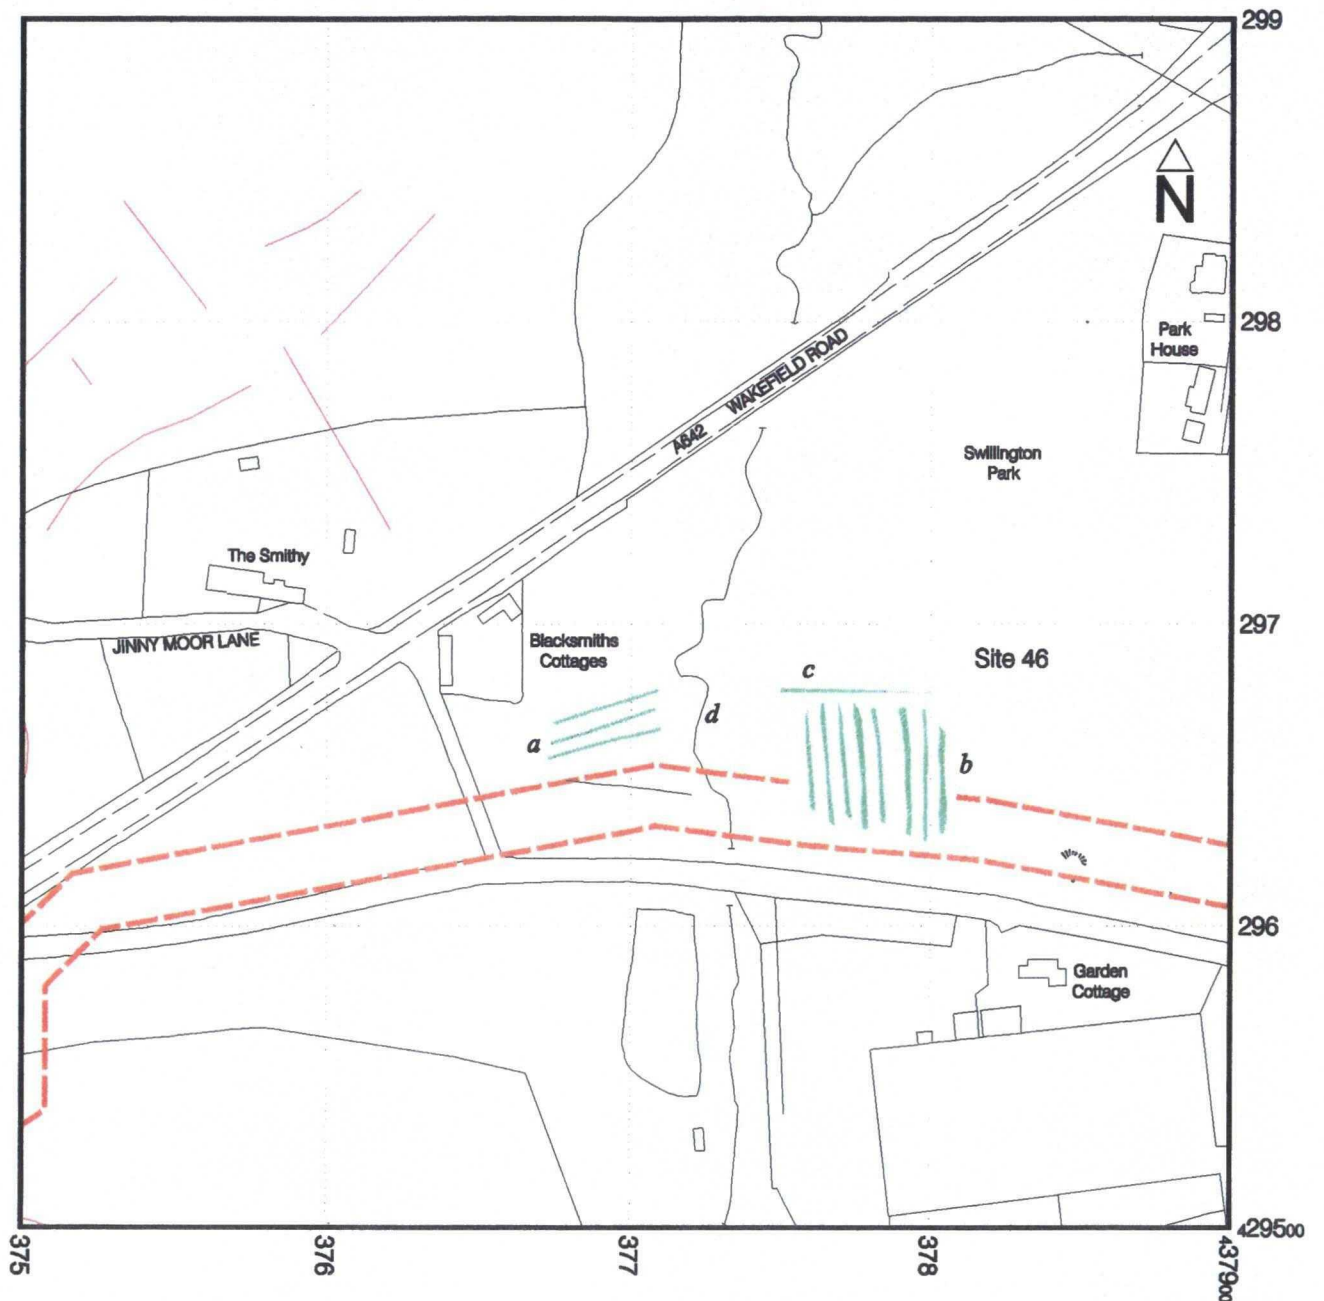 299
N
298
Park
House
WAKEFIELD ROAD
A642
Swillington
Park
The Smithy
297
JINNY MOOR LANE
Blacksmiths
Cottages
Site 46
c
d
a
b
296
Garden
Cottage
429500
375
376
377
378
437900